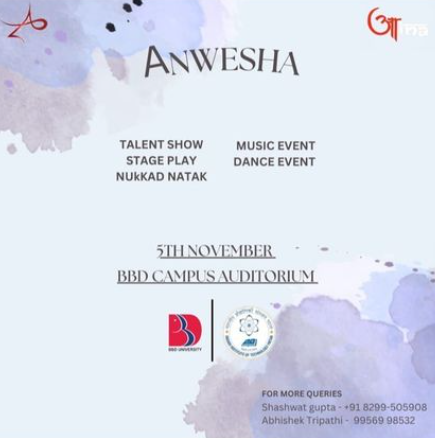 ANWESHA
TALENT SHOW
STAGE PLAY
NUkKAD NATAK
MUSIC EVENT
DANCE EVENT
5TH NOVEMBER
BBD CAMPUS AUDITORIUM
BBD UNIVERSITY
FOR MORE QUERIES
Shashwat gupta - +91 8299-505908
Abhishek Tripathi - 99569 98532